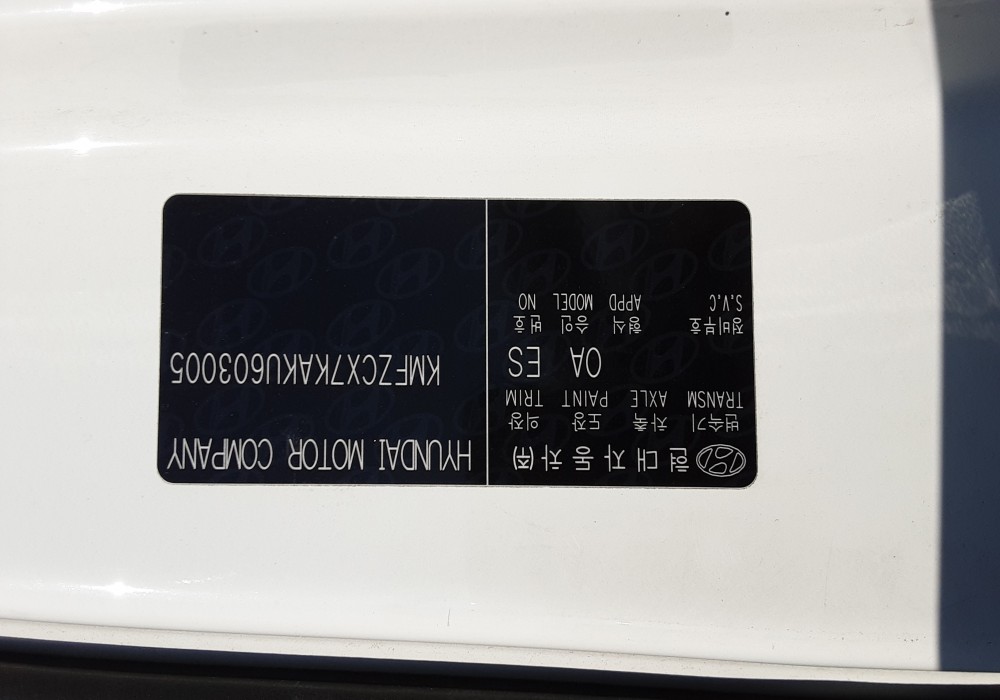 현대자동차(주)
변속기 차축 도장 의장
TRANSM AXLE PAINT TRIM
OA ES
정비부호 형식 승인 번호
S.V.C APPD MODEL NO
HYUNDAI MOTOR COMPANY
KMFZCX7KAKU603005